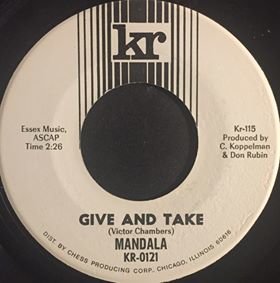 kr
Essex Music,
ASCAP
Time 2:26
Kr-115
Produced by
C. Koppelman
& Don Rubin
GIVE AND TAKE
(Victor Chambers)
MANDALA
KR-0121
DIST. BY CHESS PRODUCING CORP. CHICAGO, ILLINOIS 60616